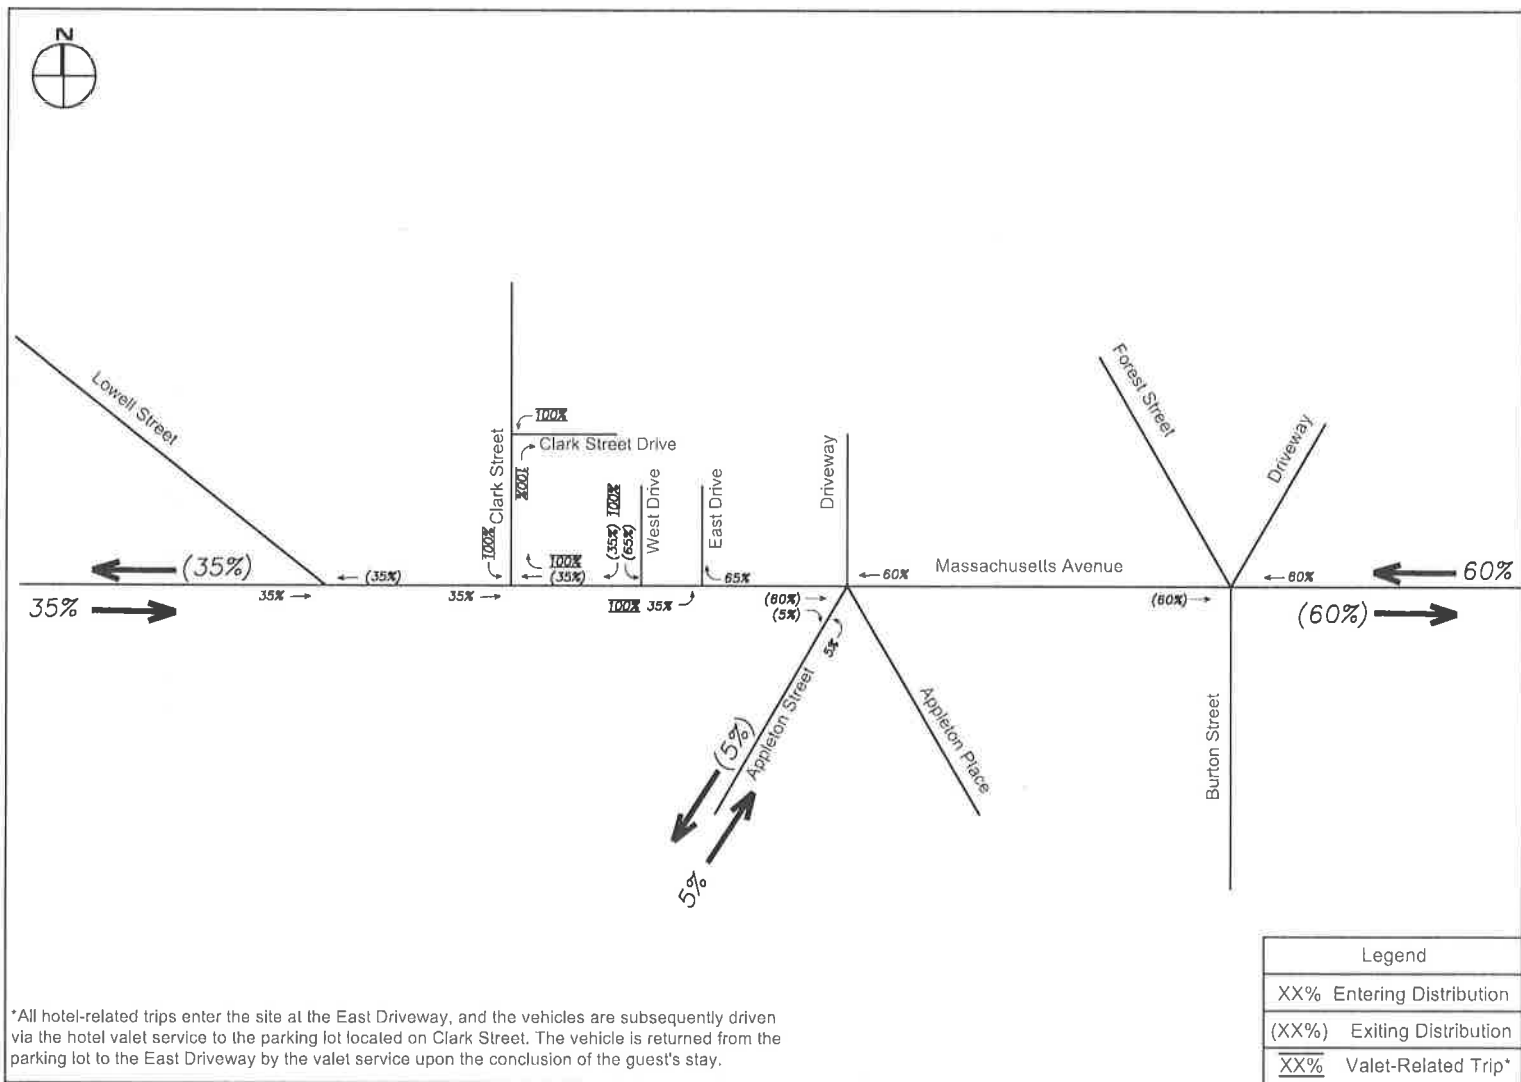 N
Lowell Street
Clark Street
100%
Clark Street Drive
100%
100%
100%
(35%)
(35%) 100%
(65%)
West Drive
East Drive
65%
100% 35%
Driveway
60%
Massachusetts Avenue
Forest Street
Driveway
60%
60%
(60%)
(60%)
(35%)
35%
(35%)
35%
35%
(60%)
(5%)
5%
Appleton Street
(5%)
5%
Appleton Place
Burton Street
Legend
XX% Entering Distribution
(XX%) Exiting Distribution
XX% Valet-Related Trip*
*All hotel-related trips enter the site at the East Driveway, and the vehicles are subsequently driven
via the hotel valet service to the parking lot located on Clark Street. The vehicle is returned from the
parking lot to the East Driveway by the valet service upon the conclusion of the guest's stay.